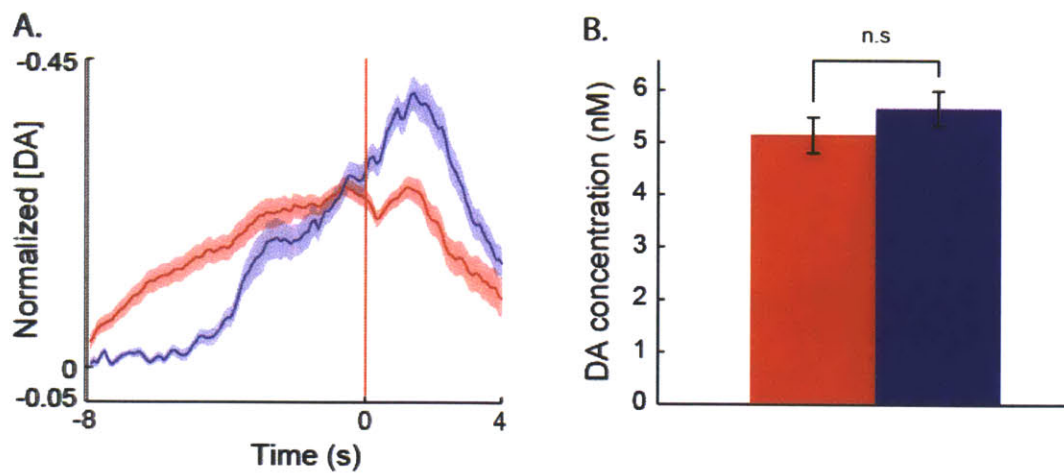 A.
-0.45
Normalized [DA]
0
-0.05
-8
0
4
Time (s)
B.
n.s
DA concentration (nM)
6
5
4
3
2
1
0